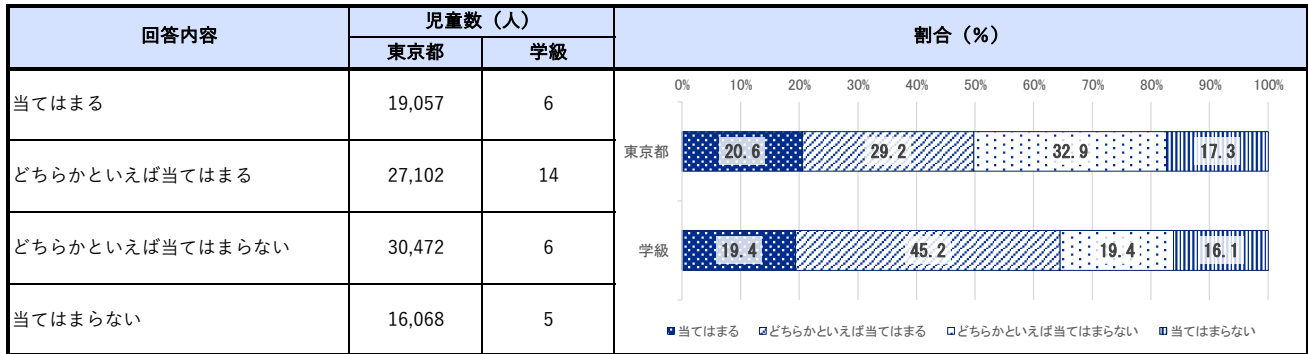 回答内容 児童数（人） 割合（%）
東京都 学級
当てはまる 19,057 6
どちらかといえば当てはまる 27,102 14
どちらかといえば当てはまらない 30,472 6
当てはまらない 16,068 5
0% 10% 20% 30% 40% 50% 60% 70% 80% 90% 100%
東京都 20.6 29.2 32.9 17.3
学級 19.4 45.2 19.4 16.1
当てはまる どちらかといえば当てはまる どちらかといえば当てはまらない 当てはまらない